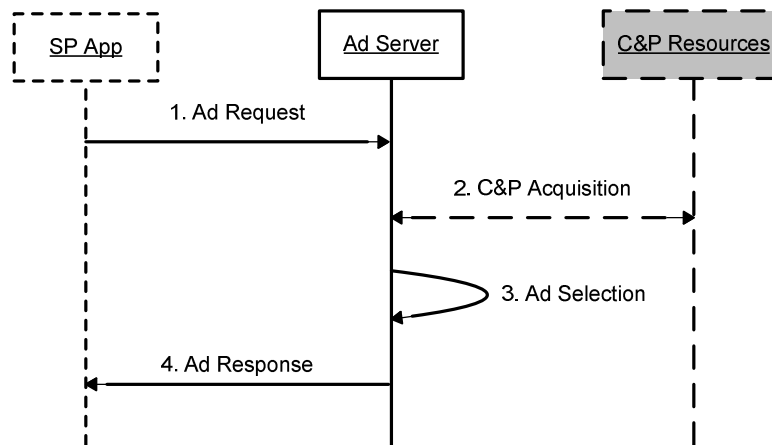 SP App
Ad Server
C&P Resources
1. Ad Request
2. C&P Acquisition
3. Ad Selection
4. Ad Response